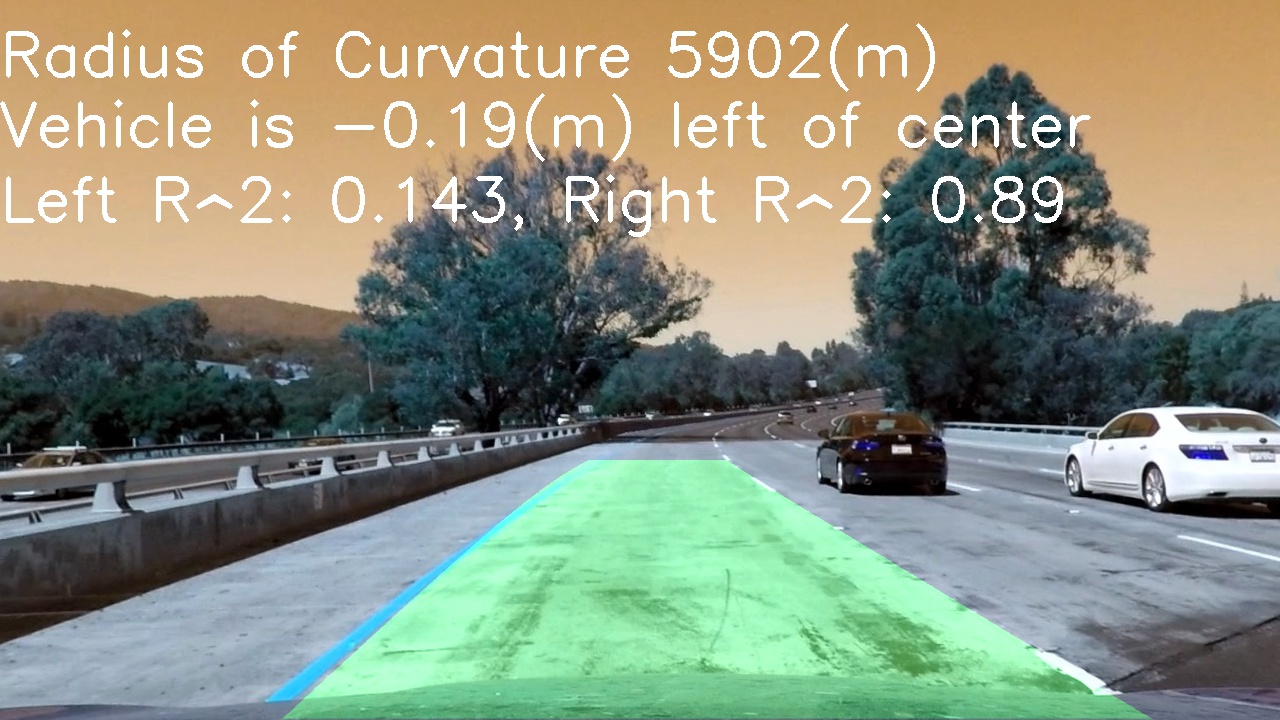 Radius of Curvature 5902(m)
Vehicle is -0.19(m) left of center
Left R^2: 0.143, Right R^2: 0.89